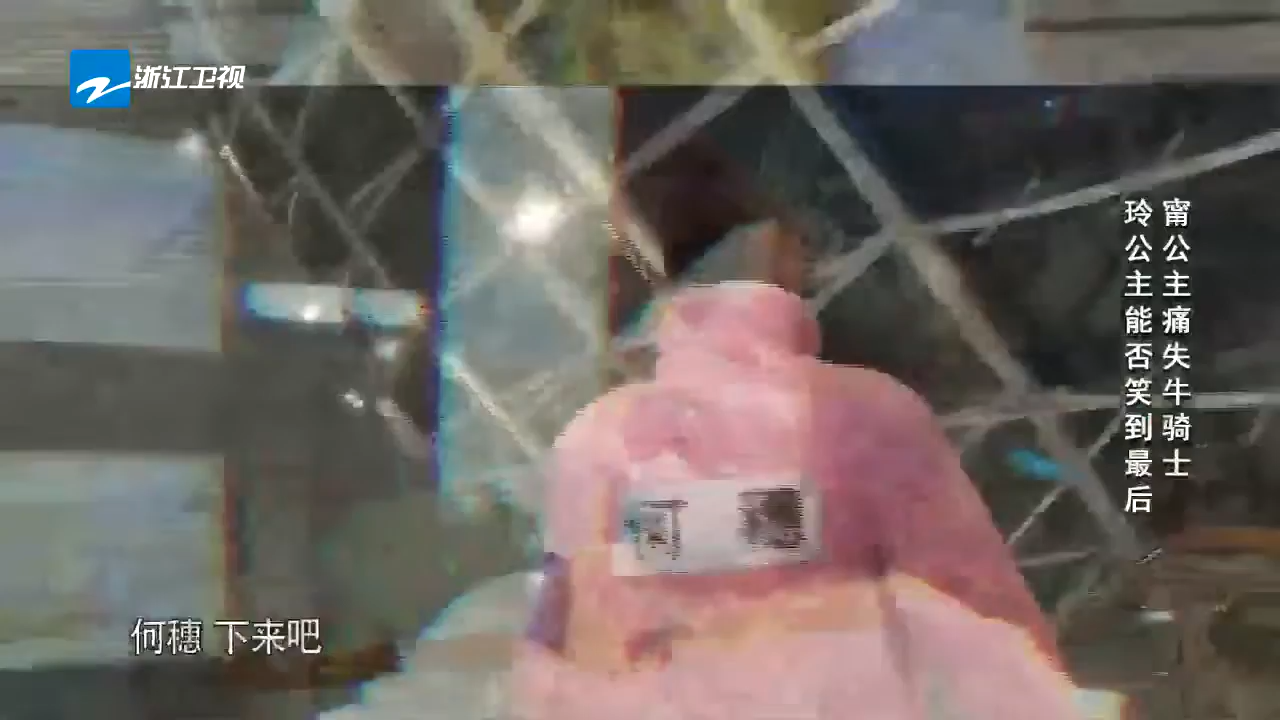 浙江卫视
甯公主痛失牛骑士
玲公主能否笑到最后
何穗
何穗 下来吧